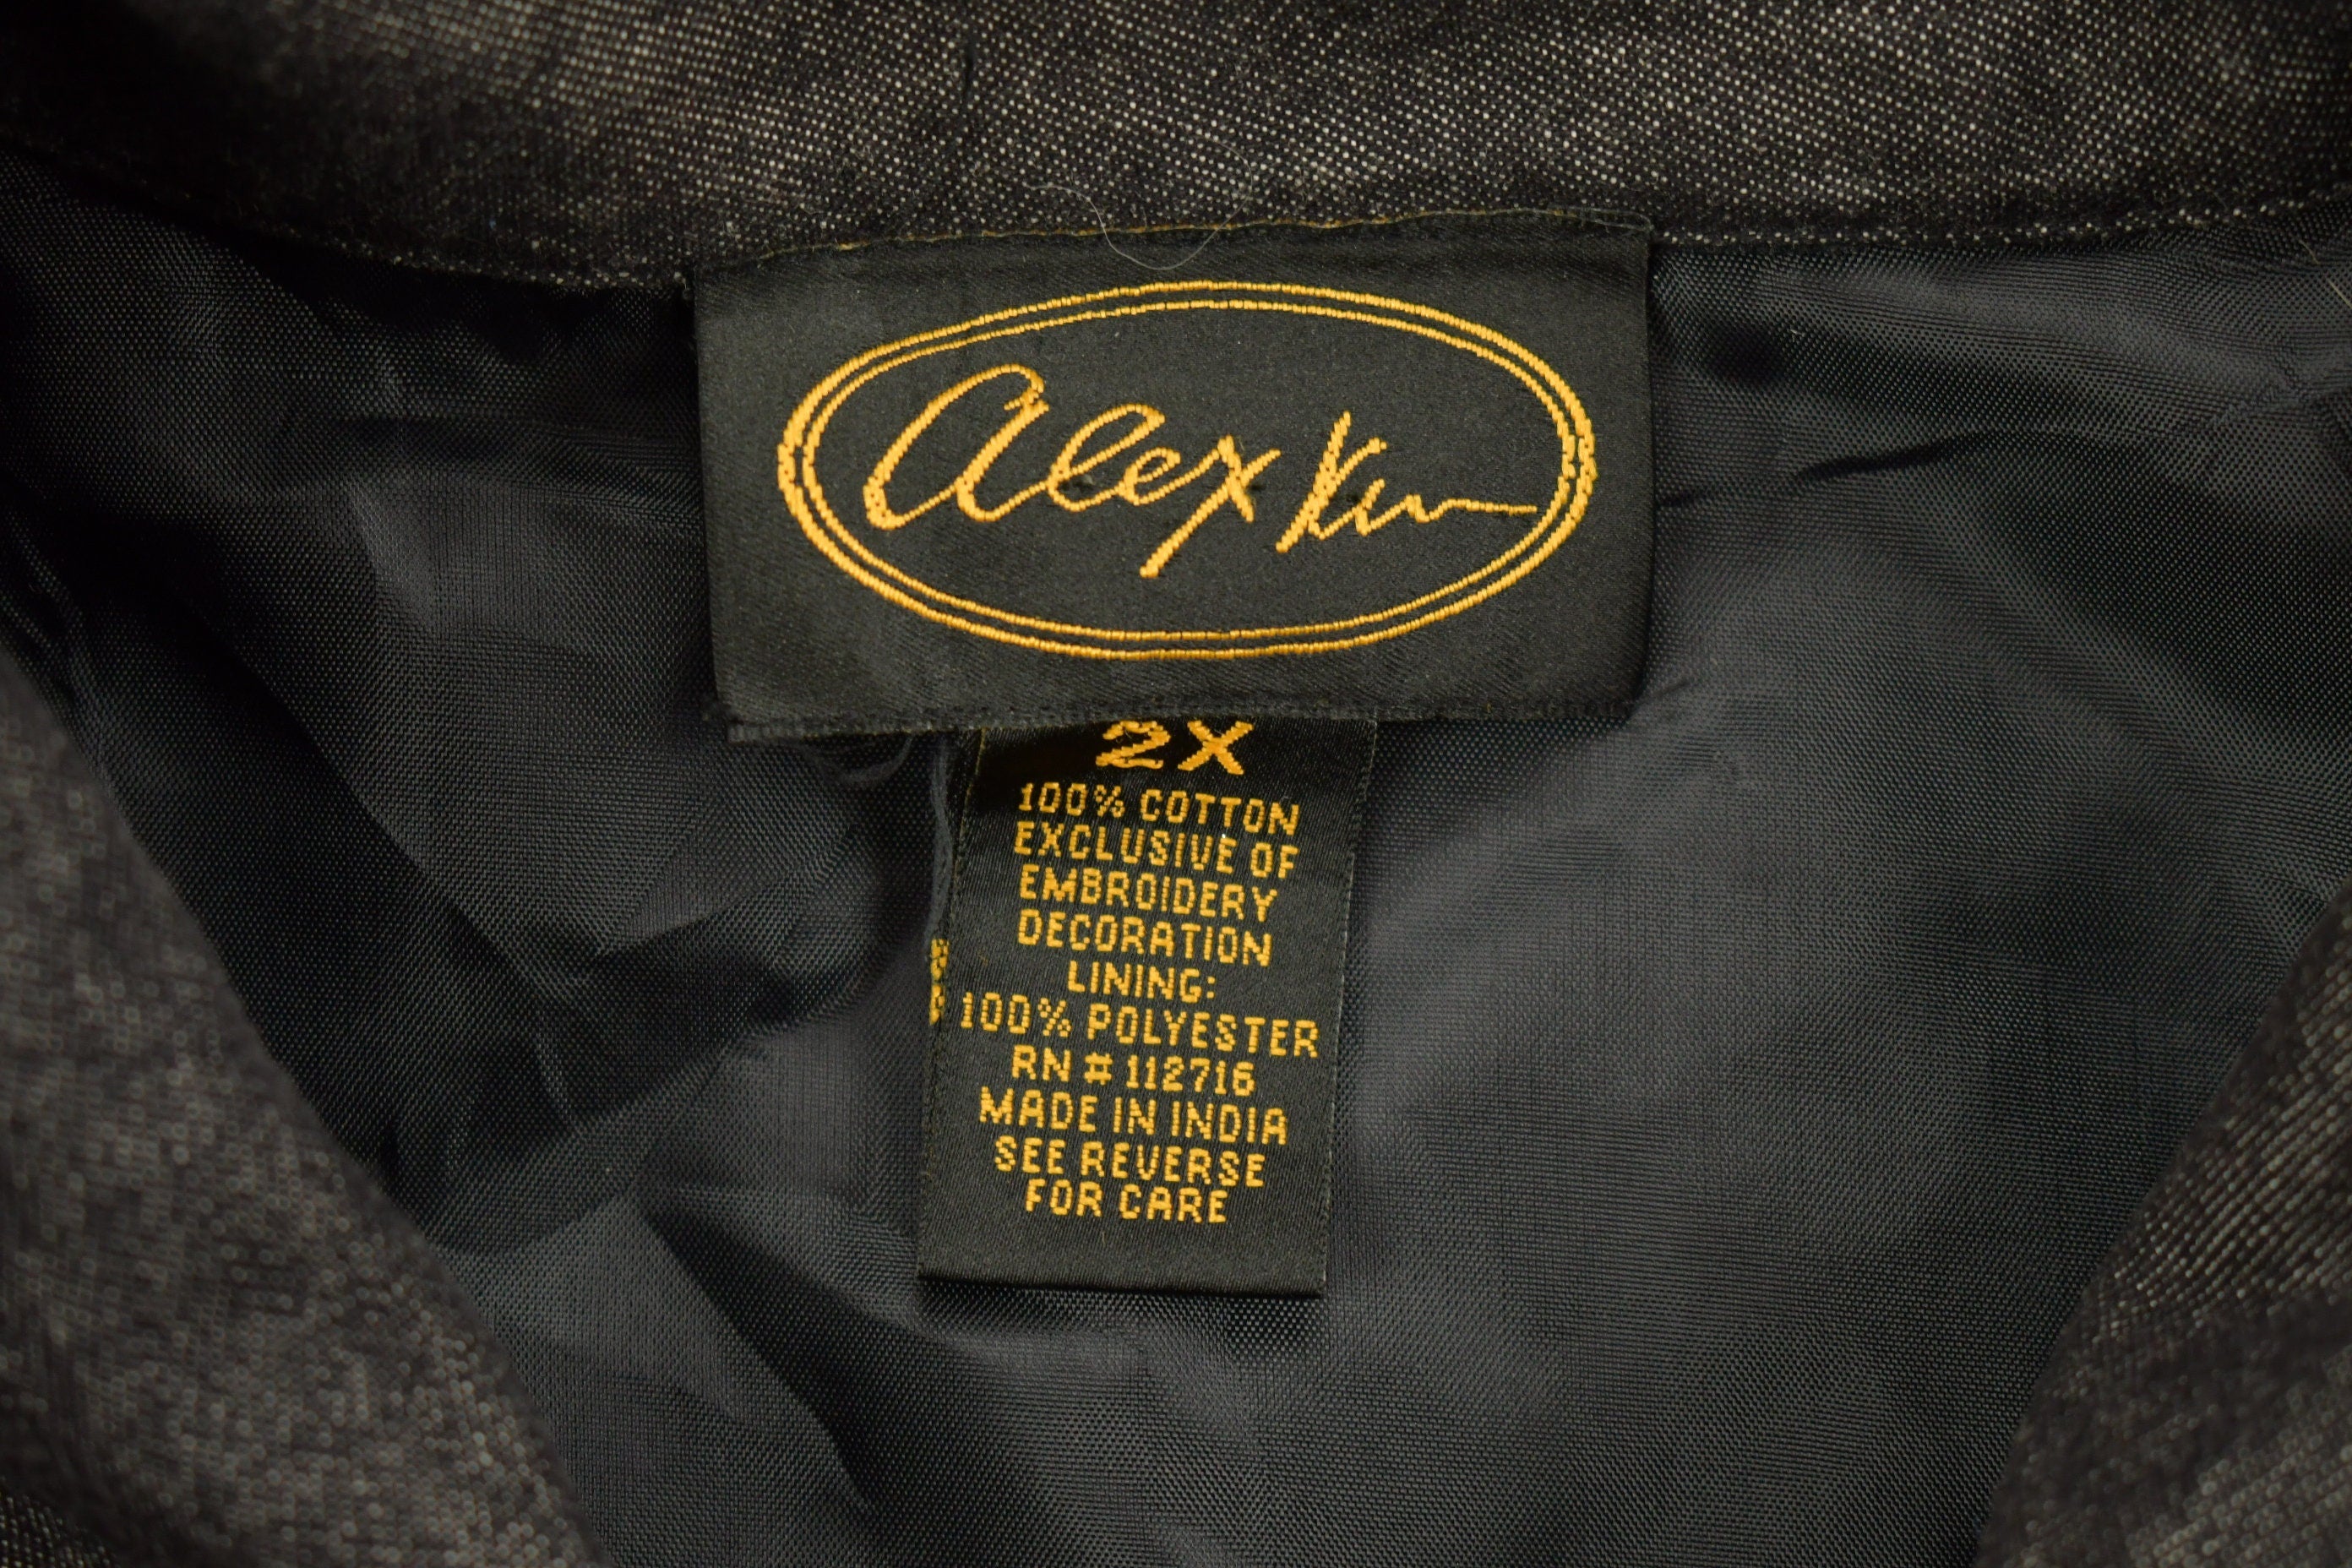 Alex Kim
2X
100% COTTON
EXCLUSIVE OF
EMBROIDERY
DECORATION
LINING:
100% POLYESTER
RN # 112716
MADE IN INDIA
SEE REVERSE
FOR CARE